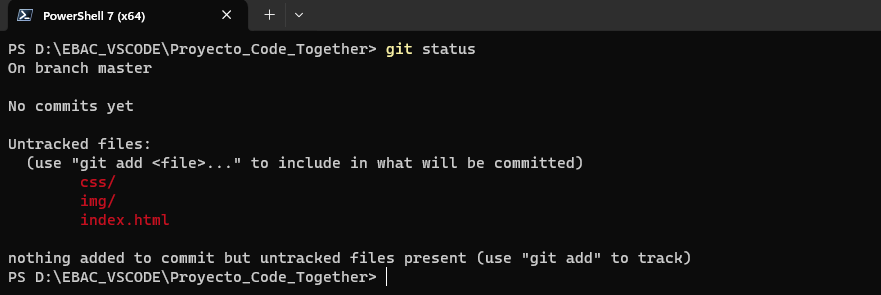 PowerShell 7 (x64)
PS D:\EBAC_VSCODE\Proyecto_Code_Together> git status
On branch master
No commits yet
Untracked files:
  (use "git add <file>..." to include in what will be committed)
        css/
        img/
        index.html
nothing added to commit but untracked files present (use "git add" to track)
PS D:\EBAC_VSCODE\Proyecto_Code_Together>